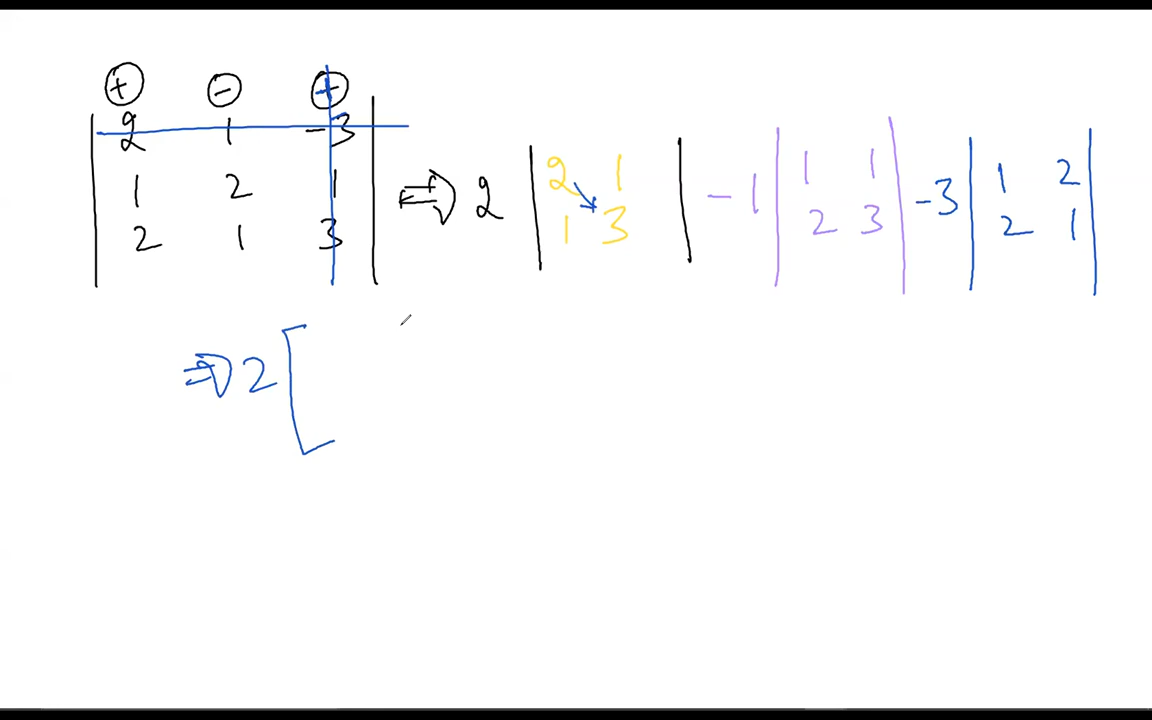 ⊕ ⊖ ⊕
| 2 1 -3 |
| 1 2 1 | ⇒ 2 | 2 1 | - 1 | 1 1 | -3 | 1 2 |
| 2 1 3 | | 1 3 | | 2 3 | | 2 1 |
⇒ 2 [